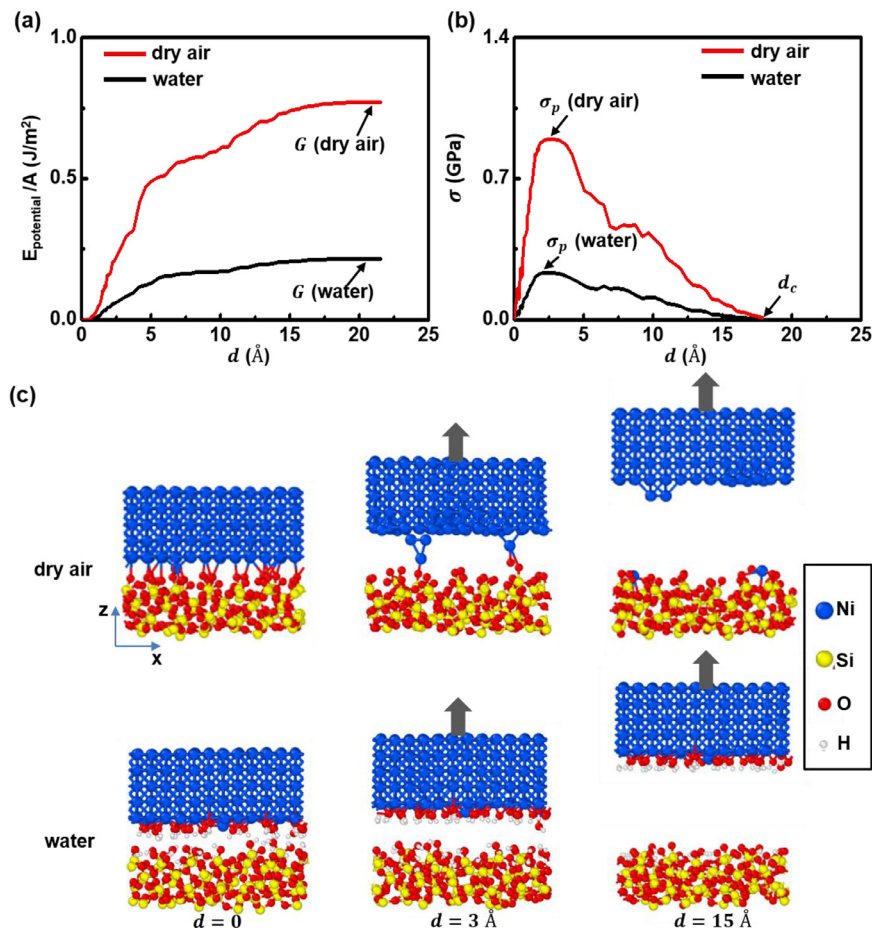 (a)
1.0
0.5
0.0
E_potential/A (J/m²)
dry air
water
G (dry air)
G (water)
0 5 10 15 20 25
d (Å)
(b)
1.4
0.7
0.0
σ (GPa)
dry air
water
σ_p (dry air)
σ_p (water)
d_c
0 5 10 15 20 25
d (Å)
(c)
dry air
z
x
Ni
Si
O
H
water
d = 0
d = 3 Å
d = 15 Å